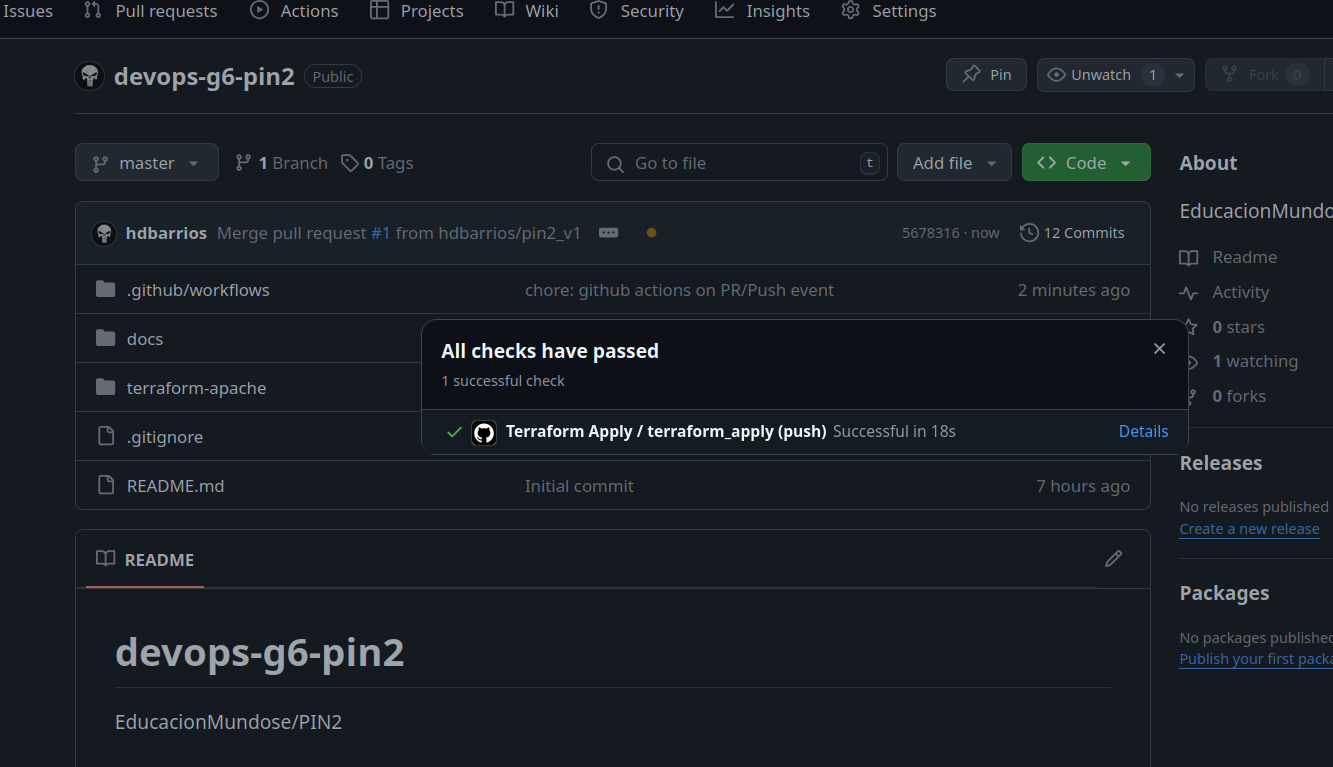 Issues Pull requests Actions Projects Wiki Security Insights Settings
devops-g6-pin2 Public Pin Unwatch 1 Fork 0
master 1 Branch 0 Tags Go to file t Add file Code
About
EducacionMundo
hdbarrios Merge pull request #1 from hdbarrios/pin2_v1 5678316 · now 12 Commits
.github/workflows chore: github actions on PR/Push event 2 minutes ago
docs
terraform-apache
.gitignore
README.md Initial commit 7 hours ago
All checks have passed
1 successful check
Terraform Apply / terraform_apply (push) Successful in 18s Details
Readme
Activity
0 stars
1 watching
0 forks
Releases
No releases published
Create a new release
Packages
No packages published
Publish your first packa
README
devops-g6-pin2
EducacionMundose/PIN2